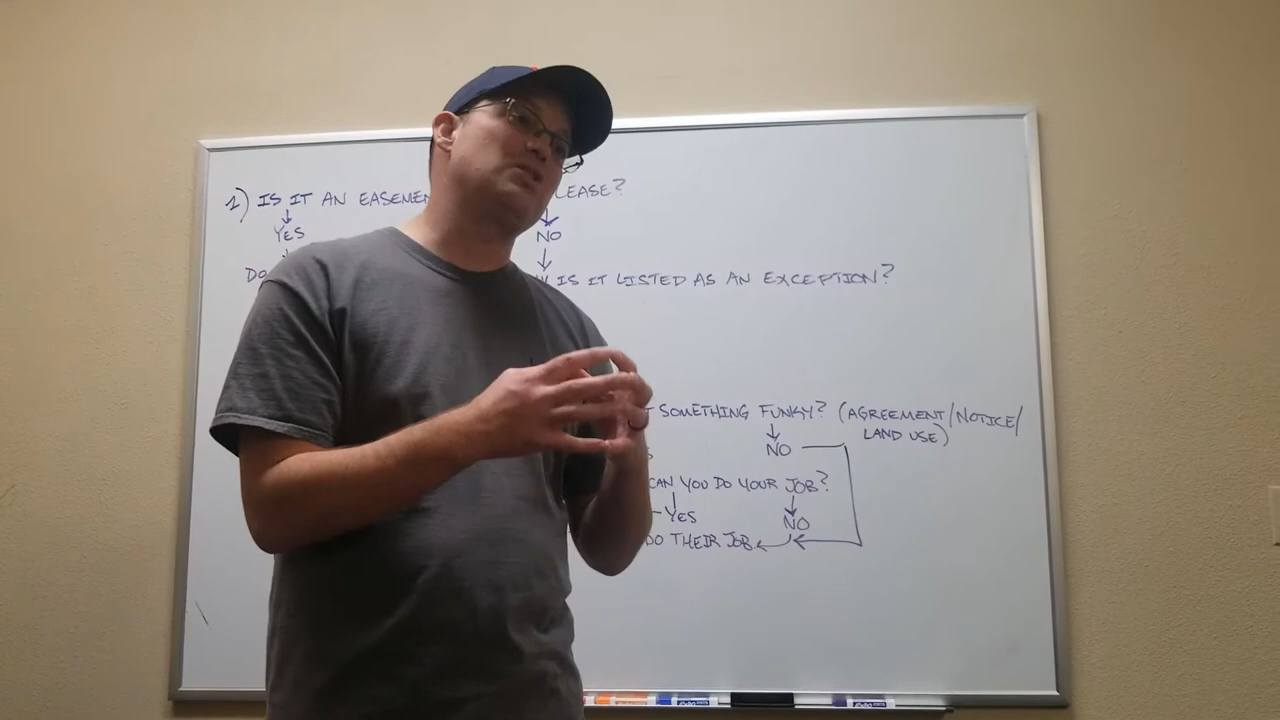 1) IS IT AN EASEMEN LEASE?
YES NO
DO IS IT LISTED AS AN EXCEPTION?
SOMETHING FUNKY? (AGREEMENT/NOTICE/
LAND USE)
NO
CAN YOU DO YOUR JOB?
YES
NO
DO THEIR JOB